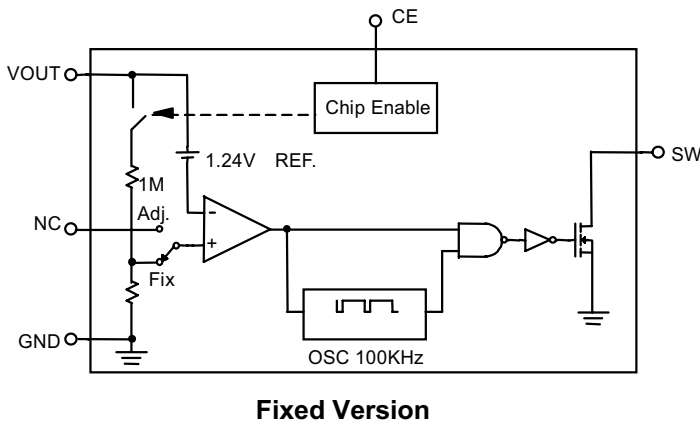 CE
VOUT
Chip Enable
1.24V REF.
SW
1M
Adj.
NC
-
+
Fix
GND
OSC 100KHz
Fixed Version